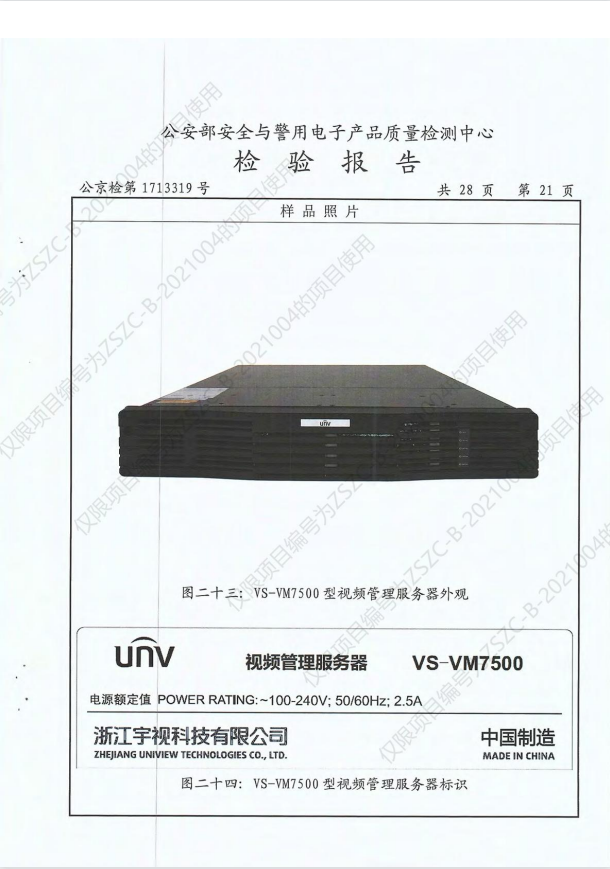 公安部安全与警用电子产品质量检测中心
检 验 报 告
公京检第 1713319 号
共 28 页 第 21 页
样 品 照 片
unv
图二十三：VS-VM7500 型视频管理服务器外观
unv 视频管理服务器 VS-VM7500
电源额定值 POWER RATING:~100-240V; 50/60Hz; 2.5A
浙江宇视科技有限公司 中国制造
ZHEJIANG UNIVIEW TECHNOLOGIES CO., LTD. MADE IN CHINA
图二十四：VS-VM7500 型视频管理服务器标识
仅限项目编号为ZSZC-B-2021004的项目使用